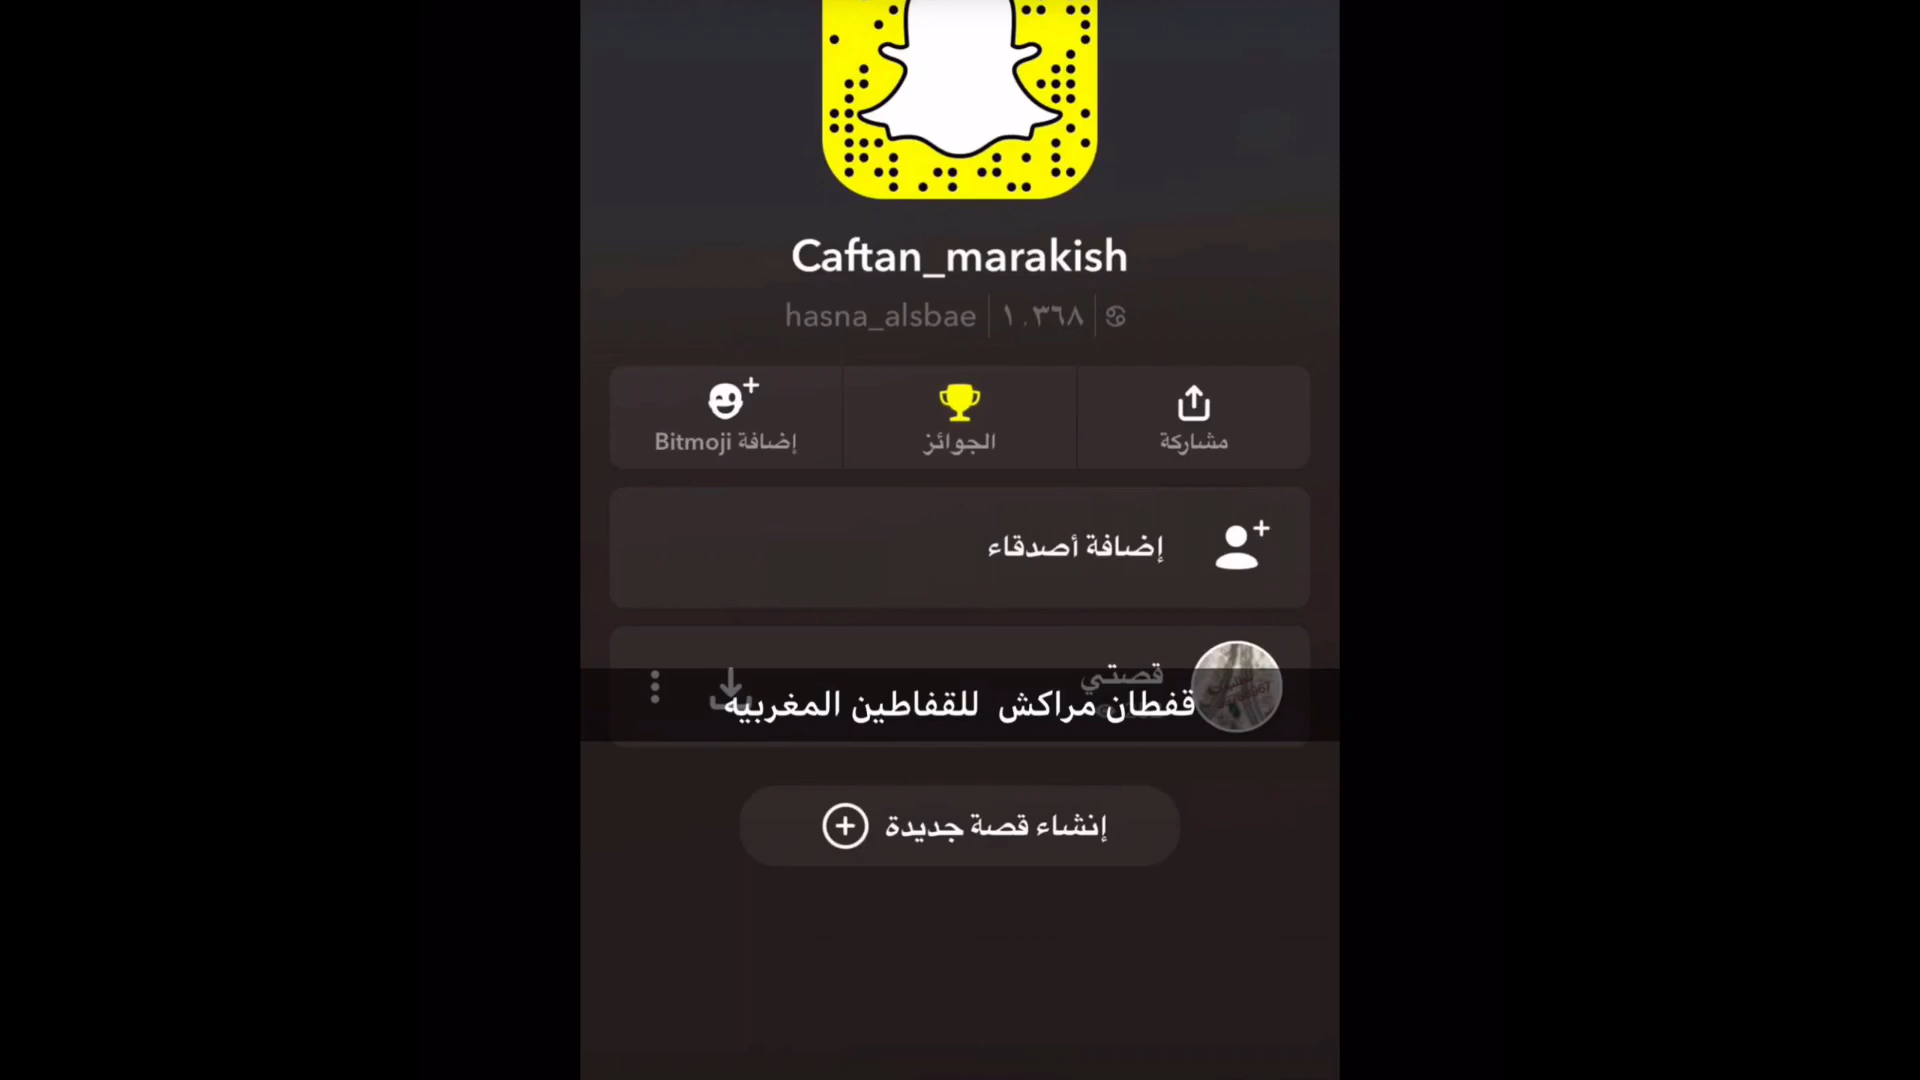 Caftan_marakish
hasna_alsbae | ١٬٣٦٨ | ♋
إضافة Bitmoji
الجوائز
مشاركة
إضافة أصدقاء
قصتي
قفطان مراكش للقفاطين المغربيه
إنشاء قصة جديدة